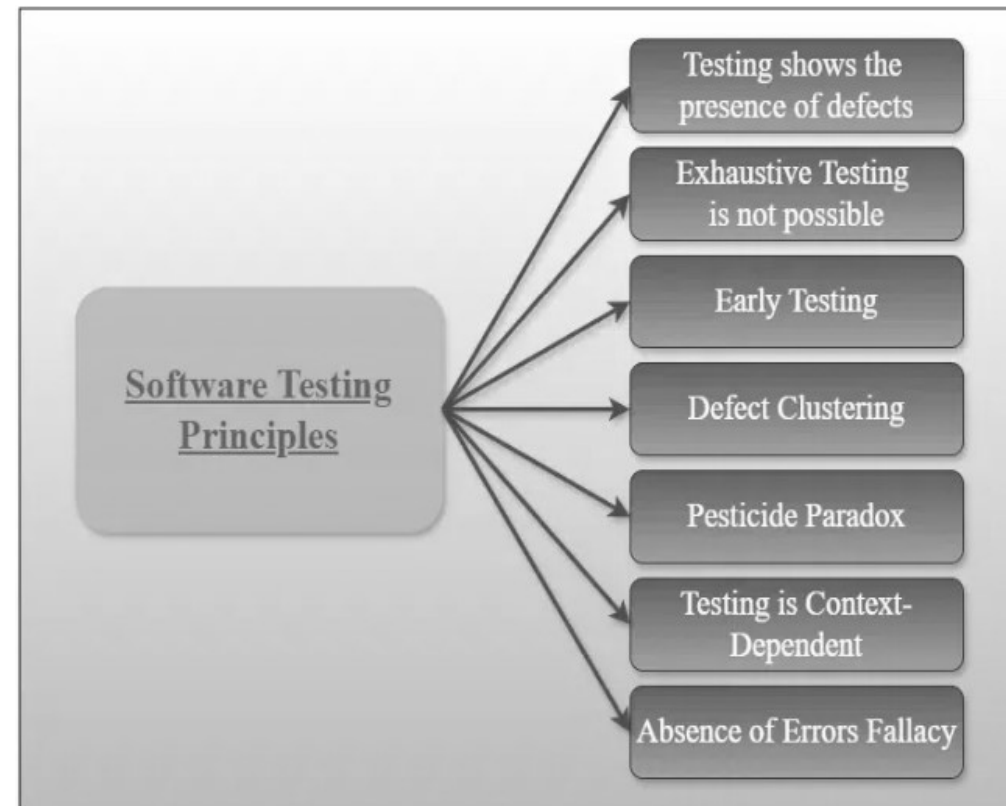 Software Testing
Principles
Testing shows the
presence of defects
Exhaustive Testing
is not possible
Early Testing
Defect Clustering
Pesticide Paradox
Testing is Context-
Dependent
Absence of Errors Fallacy